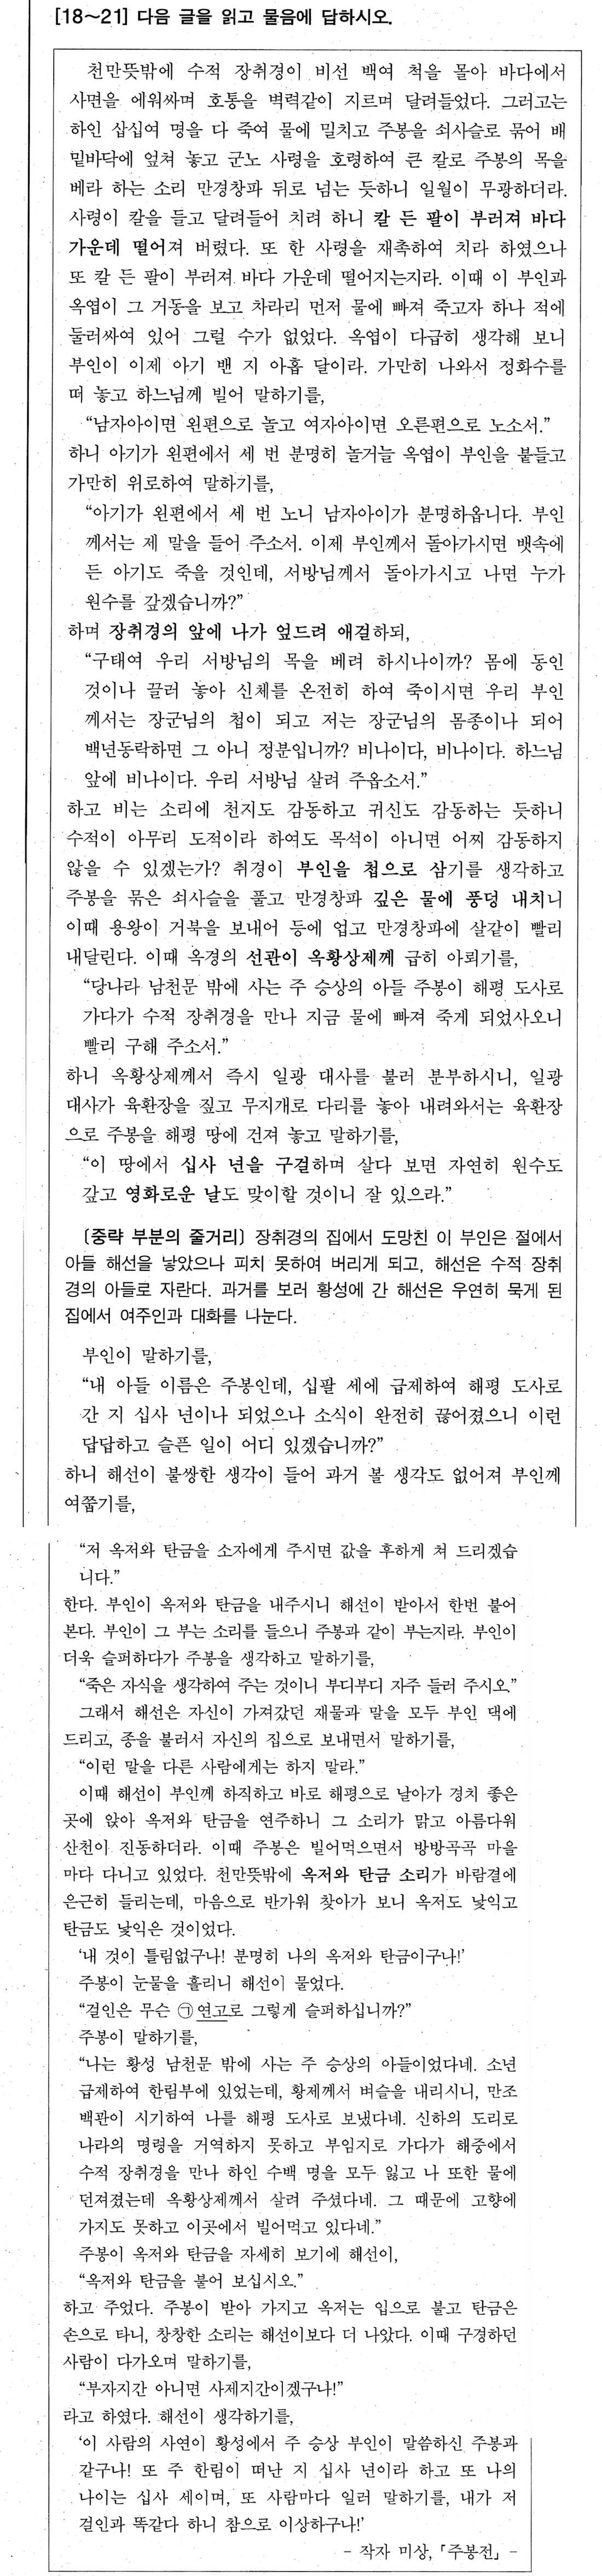 [18~21] 다음 글을 읽고 물음에 답하시오.
천만뜻밖에 수적 장취경이 비선 백여 척을 몰아 바다에서
사면을 에워싸며 호통을 벽력같이 지르며 달려들었다. 그러고는
하인 삼십여 명을 다 죽여 물에 밀치고 주봉을 쇠사슬로 묶어 배
밑바닥에 엎쳐 놓고 군노 사령을 호령하여 큰 칼로 주봉의 목을
베라 하는 소리 만경창파 뒤로 넘는 듯하니 일월이 무광하더라.
사령이 칼을 들고 달려들어 치려 하니 칼 든 팔이 부러져 바다
가운데 떨어져 버렸다. 또 한 사령을 재촉하여 치라 하였으나
또 칼 든 팔이 부러져 바다 가운데 떨어지는지라. 이때 이 부인과
옥엽이 그 거동을 보고 차라리 먼저 물에 빠져 죽고자 하나 적에
둘러싸여 있어 그럴 수가 없었다. 옥엽이 다급히 생각해 보니
부인이 이제 아기 밴 지 아홉 달이라. 가만히 나와서 정화수를
떠 놓고 하느님께 빌어 말하기를,
“남자아이면 왼편으로 놀고 여자아이면 오른편으로 노소서.”
하니 아기가 왼편에서 세 번 분명히 놀거늘 옥엽이 부인을 붙들고
가만히 위로하여 말하기를,
“아기가 왼편에서 세 번 노니 남자아이가 분명하옵니다. 부인
께서는 제 말을 들어 주소서. 이제 부인께서 돌아가시면 뱃속에
든 아기도 죽을 것인데, 서방님께서 돌아가시고 나면 누가
원수를 갚겠습니까?”
하며 장취경의 앞에 나가 엎드려 애걸하되,
“구태여 우리 서방님의 목을 베려 하시나이까? 몸에 동인
것이나 끌러 놓아 신체를 온전히 하여 죽이시면 우리 부인
께서는 장군님의 첩이 되고 저는 장군님의 몸종이나 되어
백년동락하면 그 아니 정분입니까? 비나이다, 비나이다. 하느님
앞에 비나이다. 우리 서방님 살려 주옵소서.”
하고 비는 소리에 천지도 감동하고 귀신도 감동하는 듯하니
수적이 아무리 도적이라 하여도 목석이 아니면 어찌 감동하지
않을 수 있겠는가? 취경이 부인을 첩으로 삼기를 생각하고
주봉을 묶은 쇠사슬을 풀고 만경창파 깊은 물에 풍덩 내치니
이때 용왕이 거북을 보내어 등에 업고 만경창파에 살같이 빨리
내달린다. 이때 옥경의 선관이 옥황상제께 급히 아뢰기를,
“당나라 남천문 밖에 사는 주 승상의 아들 주봉이 해평 도사로
가다가 수적 장취경을 만나 지금 물에 빠져 죽게 되었사오니
빨리 구해 주소서.”
하니 옥황상제께서 즉시 일광 대사를 불러 분부하시니, 일광
대사가 육환장을 짚고 무지개로 다리를 놓아 내려와서는 육환장
으로 주봉을 해평 땅에 건져 놓고 말하기를,
“이 땅에서 십사 년을 구걸하며 살다 보면 자연히 원수도
갚고 영화로운 날도 맞이할 것이니 잘 있으라.”
〔중략 부분의 줄거리〕 장취경의 집에서 도망친 이 부인은 절에서
아들 해선을 낳았으나 피치 못하여 버리게 되고, 해선은 수적 장취
경의 아들로 자란다. 과거를 보러 황성에 간 해선은 우연히 묵게 된
집에서 여주인과 대화를 나눈다.
부인이 말하기를,
“내 아들 이름은 주봉인데, 십팔 세에 급제하여 해평 도사로
간 지 십사 년이나 되었으나 소식이 완전히 끊어졌으니 이런
답답하고 슬픈 일이 어디 있겠습니까?”
하니 해선이 불쌍한 생각이 들어 과거 볼 생각도 없어져 부인께
여쭙기를,
“저 옥저와 탄금을 소자에게 주시면 값을 후하게 쳐 드리겠습
니다.”
한다. 부인이 옥저와 탄금을 내주시니 해선이 받아서 한번 불어
본다. 부인이 그 부는 소리를 들으니 주봉과 같이 부는지라. 부인이
더욱 슬퍼하다가 주봉을 생각하고 말하기를,
“죽은 자식을 생각하여 주는 것이니 부디부디 자주 들러 주시오.”
그래서 해선은 자신이 가져갔던 재물과 말을 모두 부인 댁에
드리고, 종을 불러서 자신의 집으로 보내면서 말하기를,
“이런 말을 다른 사람에게는 하지 말라.”
이때 해선이 부인께 하직하고 바로 해평으로 날아가 경치 좋은
곳에 앉아 옥저와 탄금을 연주하니 그 소리가 맑고 아름다워
산천이 진동하더라. 이때 주봉은 빌어먹으면서 방방곡곡 마을
마다 다니고 있었다. 천만뜻밖에 옥저와 탄금 소리가 바람결에
은근히 들리는데, 마음으로 반가워 찾아가 보니 옥저도 낯익고
탄금도 낯익은 것이었다.
‘내 것이 틀림없구나! 분명히 나의 옥저와 탄금이구나!’
주봉이 눈물을 흘리니 해선이 물었다.
“걸인은 무슨 ㉠연고로 그렇게 슬퍼하십니까?”
주봉이 말하기를,
“나는 황성 남천문 밖에 사는 주 승상의 아들이었다네. 소년
급제하여 한림부에 있었는데, 황제께서 벼슬을 내리시니, 만조
백관이 시기하여 나를 해평 도사로 보냈다네. 신하의 도리로
나라의 명령을 거역하지 못하고 부임지로 가다가 해중에서
수적 장취경을 만나 하인 수백 명을 모두 잃고 나 또한 물에
던져졌는데 옥황상제께서 살려 주셨다네. 그 때문에 고향에
가지도 못하고 이곳에서 빌어먹고 있다네.”
주봉이 옥저와 탄금을 자세히 보기에 해선이,
“옥저와 탄금을 불어 보십시오.”
하고 주었다. 주봉이 받아 가지고 옥저는 입으로 불고 탄금은
손으로 타니, 창창한 소리는 해선이보다 더 나았다. 이때 구경하던
사람이 다가오며 말하기를,
“부자지간 아니면 사제지간이겠구나!”
라고 하였다. 해선이 생각하기를,
‘이 사람의 사연이 황성에서 주 승상 부인이 말씀하신 주봉과
같구나! 또 주 한림이 떠난 지 십사 년이라 하고 또 나의
나이는 십사 세이며, 또 사람마다 일러 말하기를, 내가 저
걸인과 똑같다 하니 참으로 이상하구나!’
- 작자 미상, 「주봉전」 -